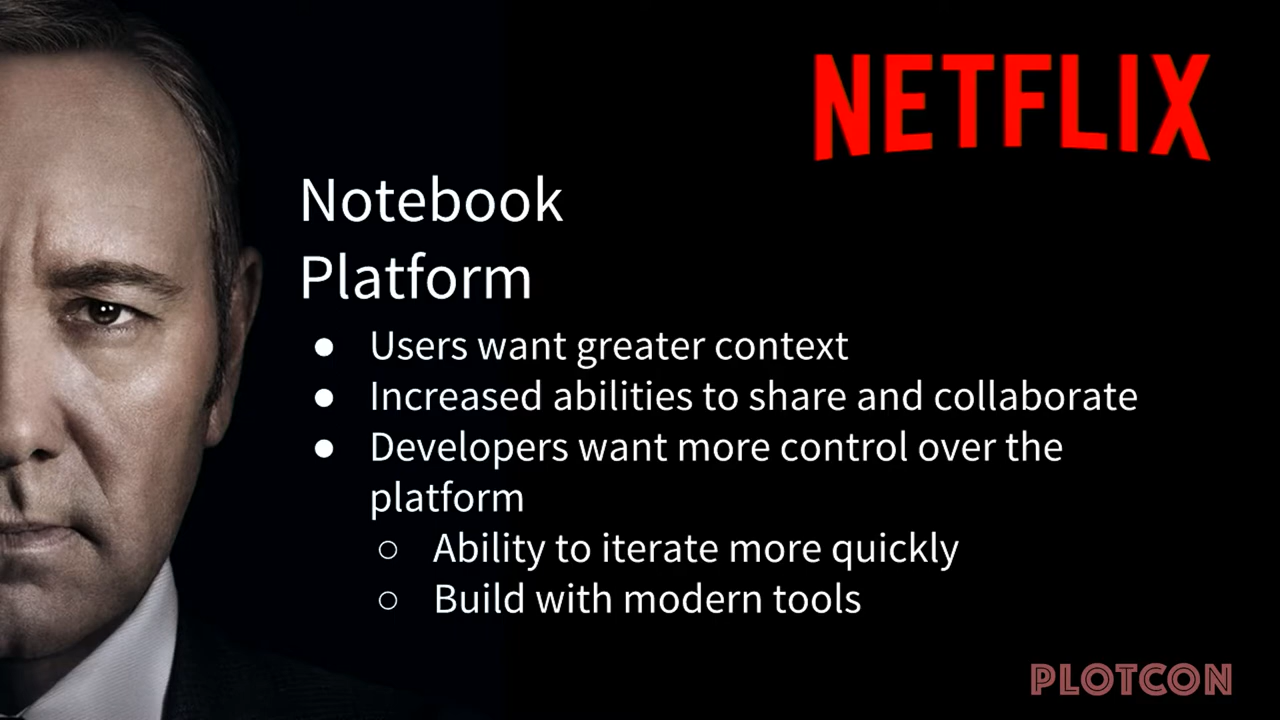 NETFLIX
Notebook
Platform
● Users want greater context
● Increased abilities to share and collaborate
● Developers want more control over the
platform
○ Ability to iterate more quickly
○ Build with modern tools
PLOTCON